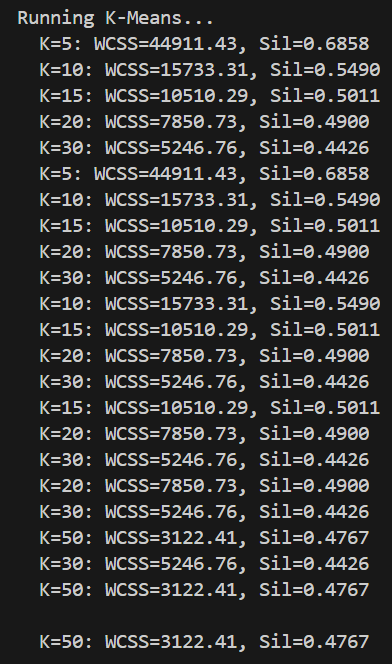 Running K-Means...
K=5: WCSS=44911.43, Sil=0.6858
K=10: WCSS=15733.31, Sil=0.5490
K=15: WCSS=10510.29, Sil=0.5011
K=20: WCSS=7850.73, Sil=0.4900
K=30: WCSS=5246.76, Sil=0.4426
K=5: WCSS=44911.43, Sil=0.6858
K=10: WCSS=15733.31, Sil=0.5490
K=15: WCSS=10510.29, Sil=0.5011
K=20: WCSS=7850.73, Sil=0.4900
K=30: WCSS=5246.76, Sil=0.4426
K=10: WCSS=15733.31, Sil=0.5490
K=15: WCSS=10510.29, Sil=0.5011
K=20: WCSS=7850.73, Sil=0.4900
K=30: WCSS=5246.76, Sil=0.4426
K=15: WCSS=10510.29, Sil=0.5011
K=20: WCSS=7850.73, Sil=0.4900
K=30: WCSS=5246.76, Sil=0.4426
K=20: WCSS=7850.73, Sil=0.4900
K=30: WCSS=5246.76, Sil=0.4426
K=50: WCSS=3122.41, Sil=0.4767
K=30: WCSS=5246.76, Sil=0.4426
K=50: WCSS=3122.41, Sil=0.4767
K=50: WCSS=3122.41, Sil=0.4767